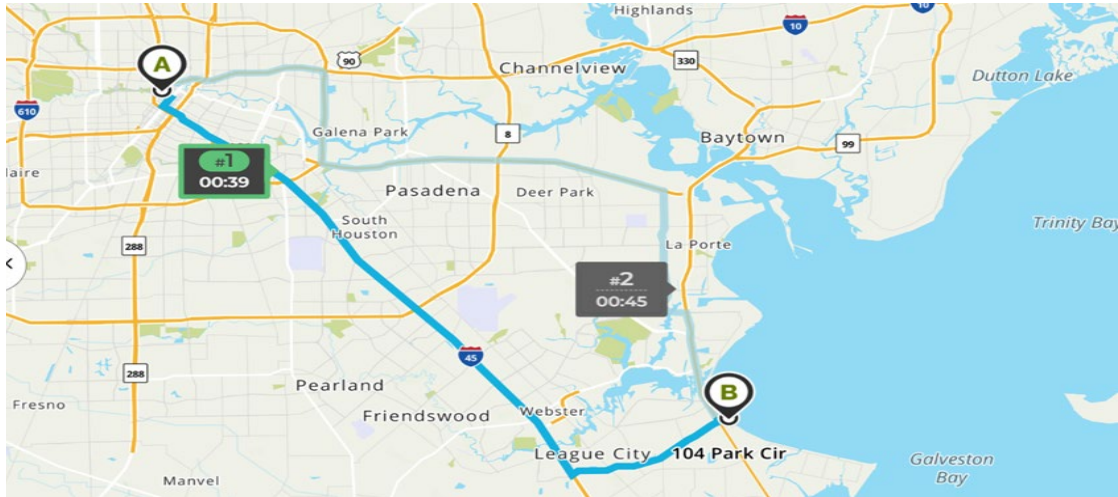 Highlands
10
10
90
330
A
Channelview
Dutton Lake
610
Galena Park
8
Baytown
99
#1
00:39
laire
Pasadena
Deer Park
South
Houston
Trinity Bay
288
La Porte
#2
00:45
45
288
Pearland
B
Fresno
Friendswood
Webster
League City
104 Park Cir
Galveston
Bay
Manvel